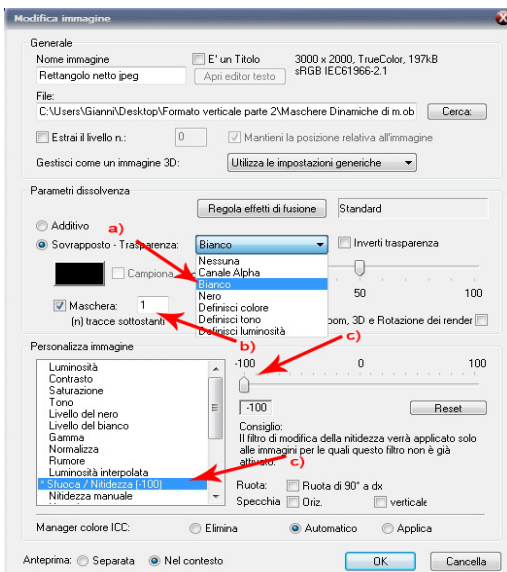 Modifica immagine
Generale
Nome immagine
E' un Titolo
3000 x 2000, TrueColor, 197kB
Rettangolo netto jpeg
Apri editor testo
sRGB IEC61966-2.1
File:
C:\Users\Gianni\Desktop\Formato verticale parte 2\Maschere Dinamiche di m.ob
Cerca:
Estrai il livello n.:
0
Mantieni la posizione relativa all'immagine
Gestisci come un immagine 3D:
Utilizza le impostazioni generiche
Parametri dissolvenza
Regola effetti di fusione
Standard
Additivo
a)
Sovrapposto - Trasparenza:
Bianco
Inverti trasparenza
Nessuna
Campiona
Canale Alpha
Bianco
50
100
Nero
Maschera:
1
Definisci colore
(n) tracce sottostanti
Definisci tono
oom, 3D e Rotazione dei render
Definisci luminosità
b)
c)
Personalizza immagine
Luminosità
-100
0
100
Contrasto
Saturazione
Tono
Livello del nero
-100
Reset
Livello del bianco
Consiglio:
Gamma
Il filtro di modifica della nitidezza verrà applicato solo
Normalizza
alle immagini per le quali questo filtro non è già
Rumore
attivato.
Luminosità interpolata
c)
* Sfuoca / Nitidezza (-100)
Ruota:
Ruota di 90° a dx
Nitidezza manuale
Specchia
Oriz.
verticale
Manager colore ICC:
Elimina
Automatico
Applica
Anteprima:
Separata
Nel contesto
OK
Cancella